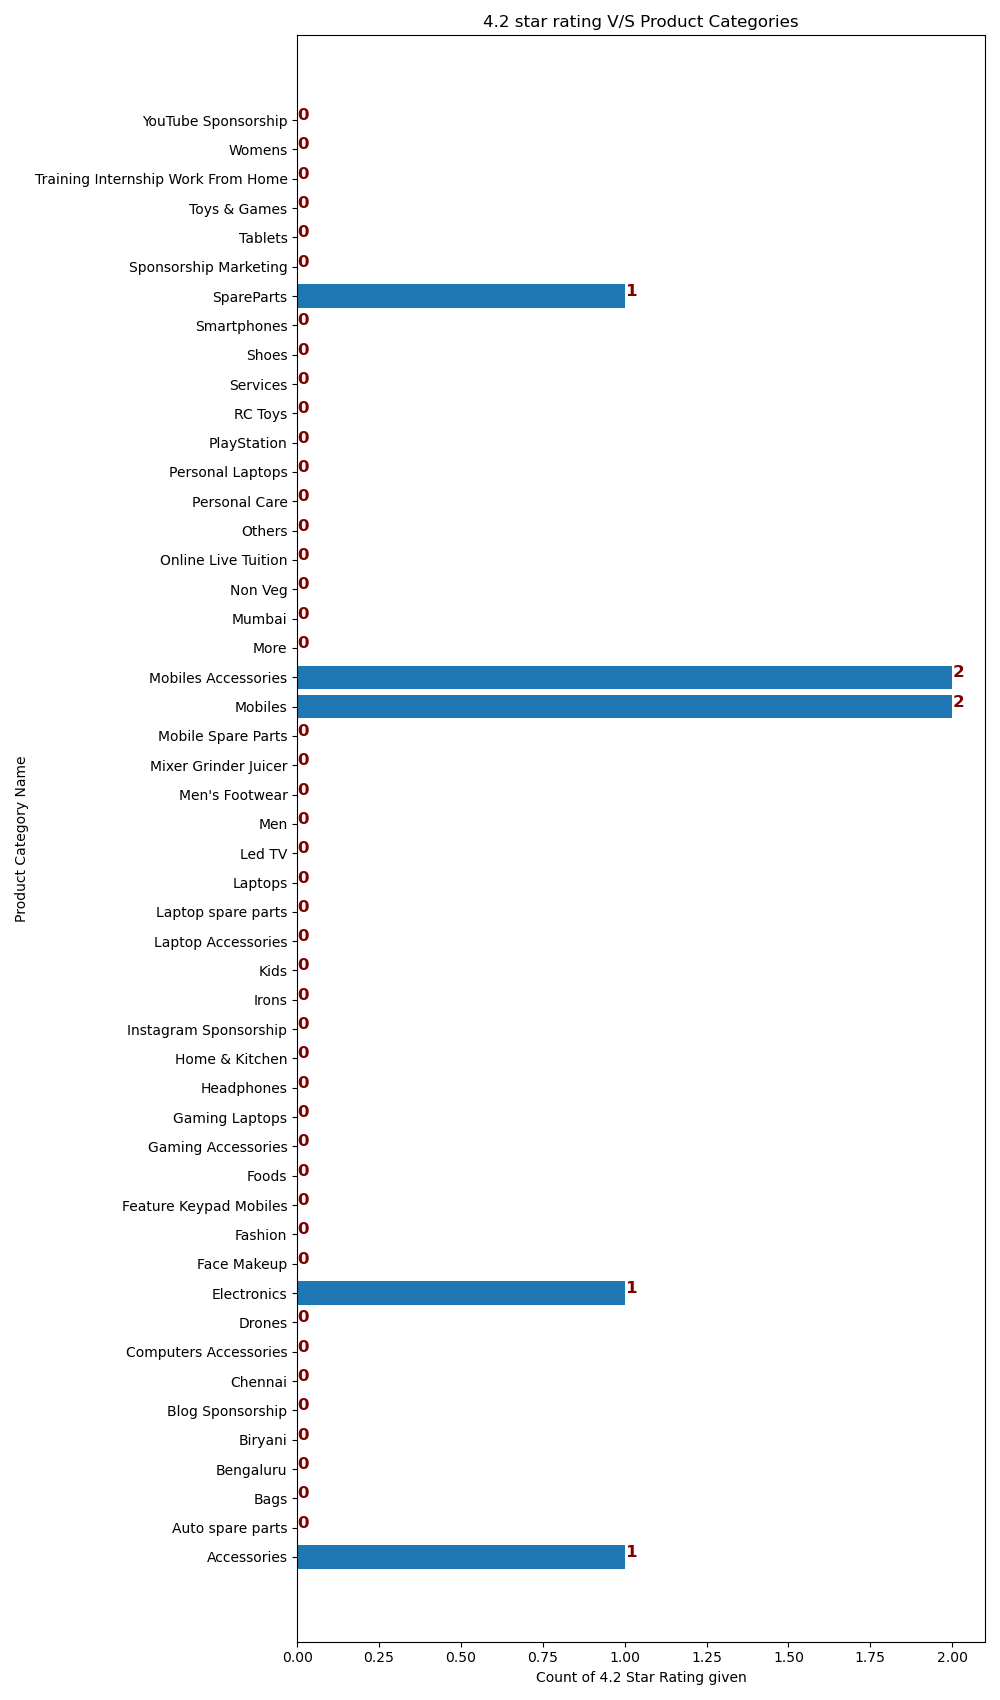 4.2 star rating V/S Product Categories
YouTube Sponsorship 0
Womens 0
Training Internship Work From Home 0
Toys & Games 0
Tablets 0
Sponsorship Marketing 0
SpareParts 1
Smartphones 0
Shoes 0
Services 0
RC Toys 0
PlayStation 0
Personal Laptops 0
Personal Care 0
Others 0
Online Live Tuition 0
Non Veg 0
Mumbai 0
More 0
Mobiles Accessories 2
Mobiles 2
Mobile Spare Parts 0
Mixer Grinder Juicer 0
Men's Footwear 0
Men 0
Led TV 0
Laptops 0
Laptop spare parts 0
Laptop Accessories 0
Kids 0
Irons 0
Instagram Sponsorship 0
Home & Kitchen 0
Headphones 0
Gaming Laptops 0
Gaming Accessories 0
Foods 0
Feature Keypad Mobiles 0
Fashion 0
Face Makeup 0
Electronics 1
Drones 0
Computers Accessories 0
Chennai 0
Blog Sponsorship 0
Biryani 0
Bengaluru 0
Bags 0
Auto spare parts 0
Accessories 1
Product Category Name
0.00 0.25 0.50 0.75 1.00 1.25 1.50 1.75 2.00
Count of 4.2 Star Rating given